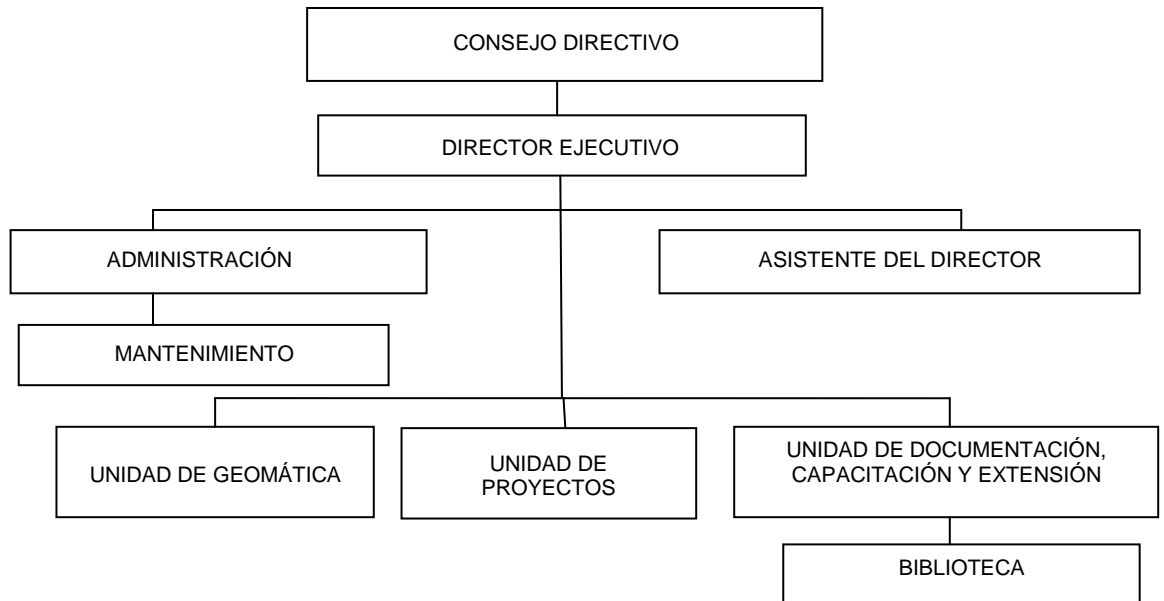 CONSEJO DIRECTIVO
DIRECTOR EJECUTIVO
ADMINISTRACIÓN
ASISTENTE DEL DIRECTOR
MANTENIMIENTO
UNIDAD DE GEOMÁTICA
UNIDAD DE
PROYECTOS
UNIDAD DE DOCUMENTACIÓN,
CAPACITACIÓN Y EXTENSIÓN
BIBLIOTECA